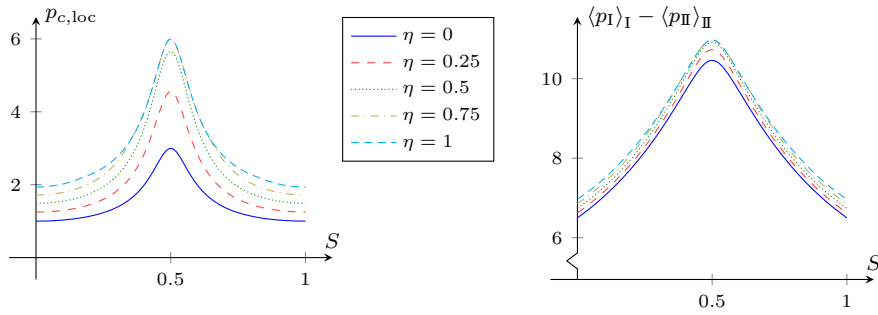 p_{c,loc}
6
4
2
0.5
1
S
η = 0
η = 0.25
η = 0.5
η = 0.75
η = 1
⟨p_Ⅰ⟩_Ⅰ − ⟨p_Ⅱ⟩_Ⅱ
10
8
6
0.5
1
S